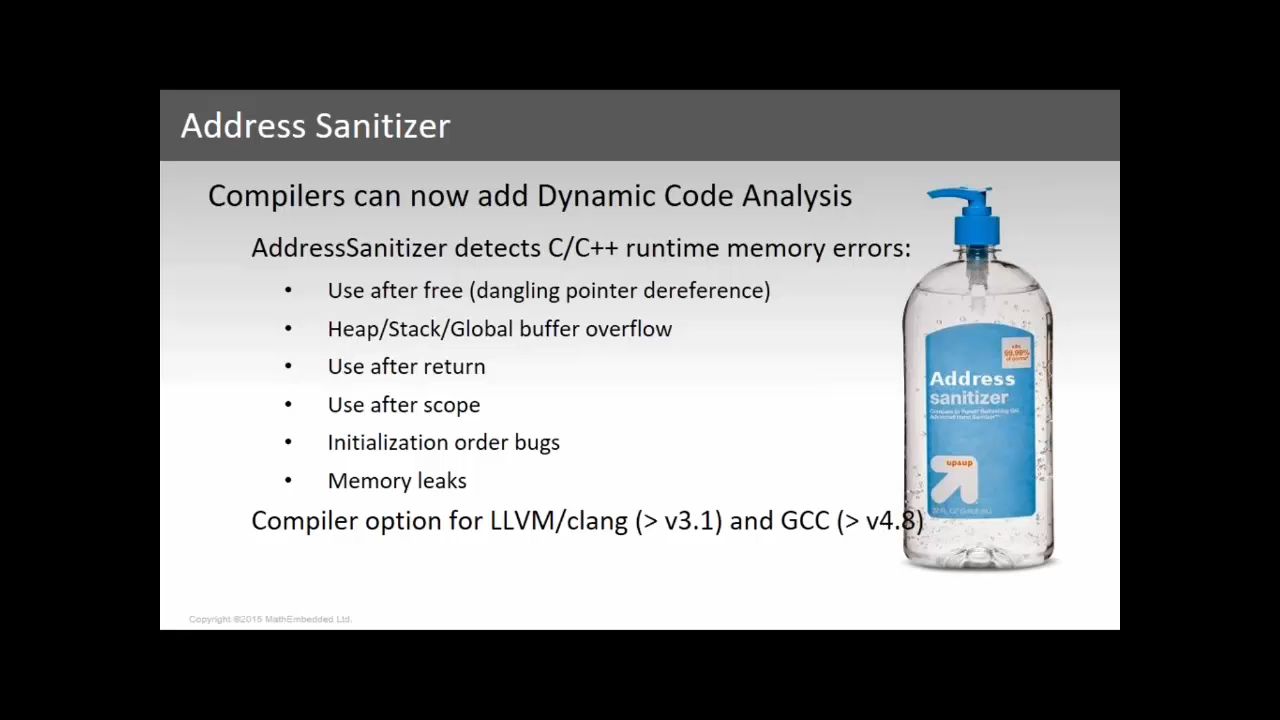 Address Sanitizer
Compilers can now add Dynamic Code Analysis
AddressSanitizer detects C/C++ runtime memory errors:
• Use after free (dangling pointer dereference)
• Heap/Stack/Global buffer overflow
• Use after return
• Use after scope
• Initialization order bugs
• Memory leaks
Compiler option for LLVM/clang (> v3.1) and GCC (> v4.8)
99.99%
Address
sanitizer
up&up
Copyright ©2015 MathEmbedded Ltd.